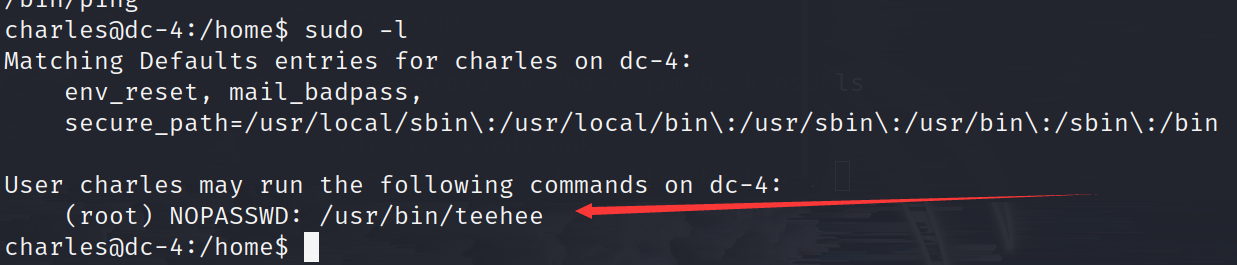 /bin/ping
charles@dc-4:/home$ sudo -l
Matching Defaults entries for charles on dc-4:
    env_reset, mail_badpass,
    secure_path=/usr/local/sbin\:/usr/local/bin\:/usr/sbin\:/usr/bin\:/sbin\:/bin
ls

User charles may run the following commands on dc-4:
    (root) NOPASSWD: /usr/bin/teehee
charles@dc-4:/home$